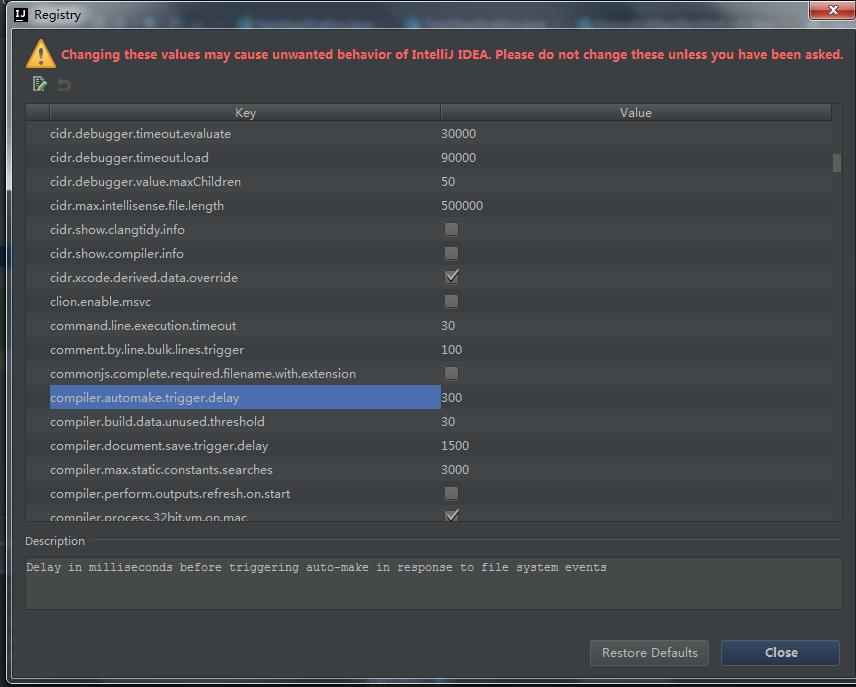 IJ Registry
Changing these values may cause unwanted behavior of IntelliJ IDEA. Please do not change these unless you have been asked.
Key Value
cidr.debugger.timeout.evaluate 30000
cidr.debugger.timeout.load 90000
cidr.debugger.value.maxChildren 50
cidr.max.intellisense.file.length 500000
cidr.show.clangtidy.info
cidr.show.compiler.info
cidr.xcode.derived.data.override
clion.enable.msvc
command.line.execution.timeout 30
comment.by.line.bulk.lines.trigger 100
commonjs.complete.required.filename.with.extension
compiler.automake.trigger.delay 300
compiler.build.data.unused.threshold 30
compiler.document.save.trigger.delay 1500
compiler.max.static.constants.searches 3000
compiler.perform.outputs.refresh.on.start
compiler.process.32bit.vm.on.mac
Description
Delay in milliseconds before triggering auto-make in response to file system events
Restore Defaults Close